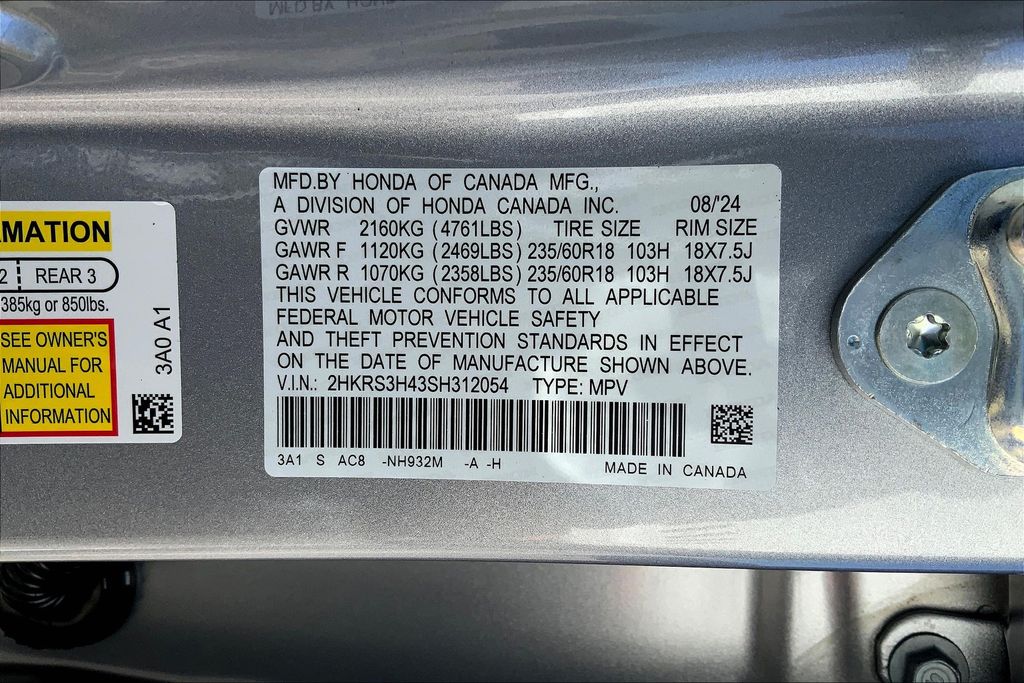 MFD.BY HONDA OF CANADA MFG.,
A DIVISION OF HONDA CANADA INC. 08/'24
GVWR 2160KG (4761LBS) TIRE SIZE RIM SIZE
GAWR F 1120KG (2469LBS) 235/60R18 103H 18X7.5J
GAWR R 1070KG (2358LBS) 235/60R18 103H 18X7.5J
THIS VEHICLE CONFORMS TO ALL APPLICABLE
FEDERAL MOTOR VEHICLE SAFETY
AND THEFT PREVENTION STANDARDS IN EFFECT
ON THE DATE OF MANUFACTURE SHOWN ABOVE.
V.I.N.: 2HKRS3H43SH312054 TYPE: MPV
3A1 S AC8 -NH932M -A -H
MADE IN CANADA
MATION
2 REAR 3
385kg or 850lbs.
SEE OWNER'S
MANUAL FOR
ADDITIONAL
INFORMATION
3A0 A1